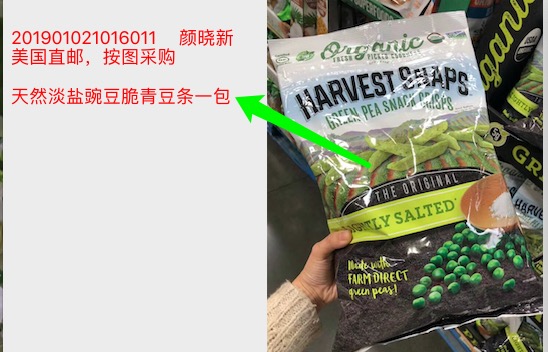 201901021016011 颜晓新
美国直邮，按图采购
天然淡盐豌豆脆青豆条一包
Organic
HARVEST SNAPS
GREEN PEA SNACK CRISPS
THE ORIGINAL
LIGHTLY SALTED
Made with
FARM DIRECT
green peas!